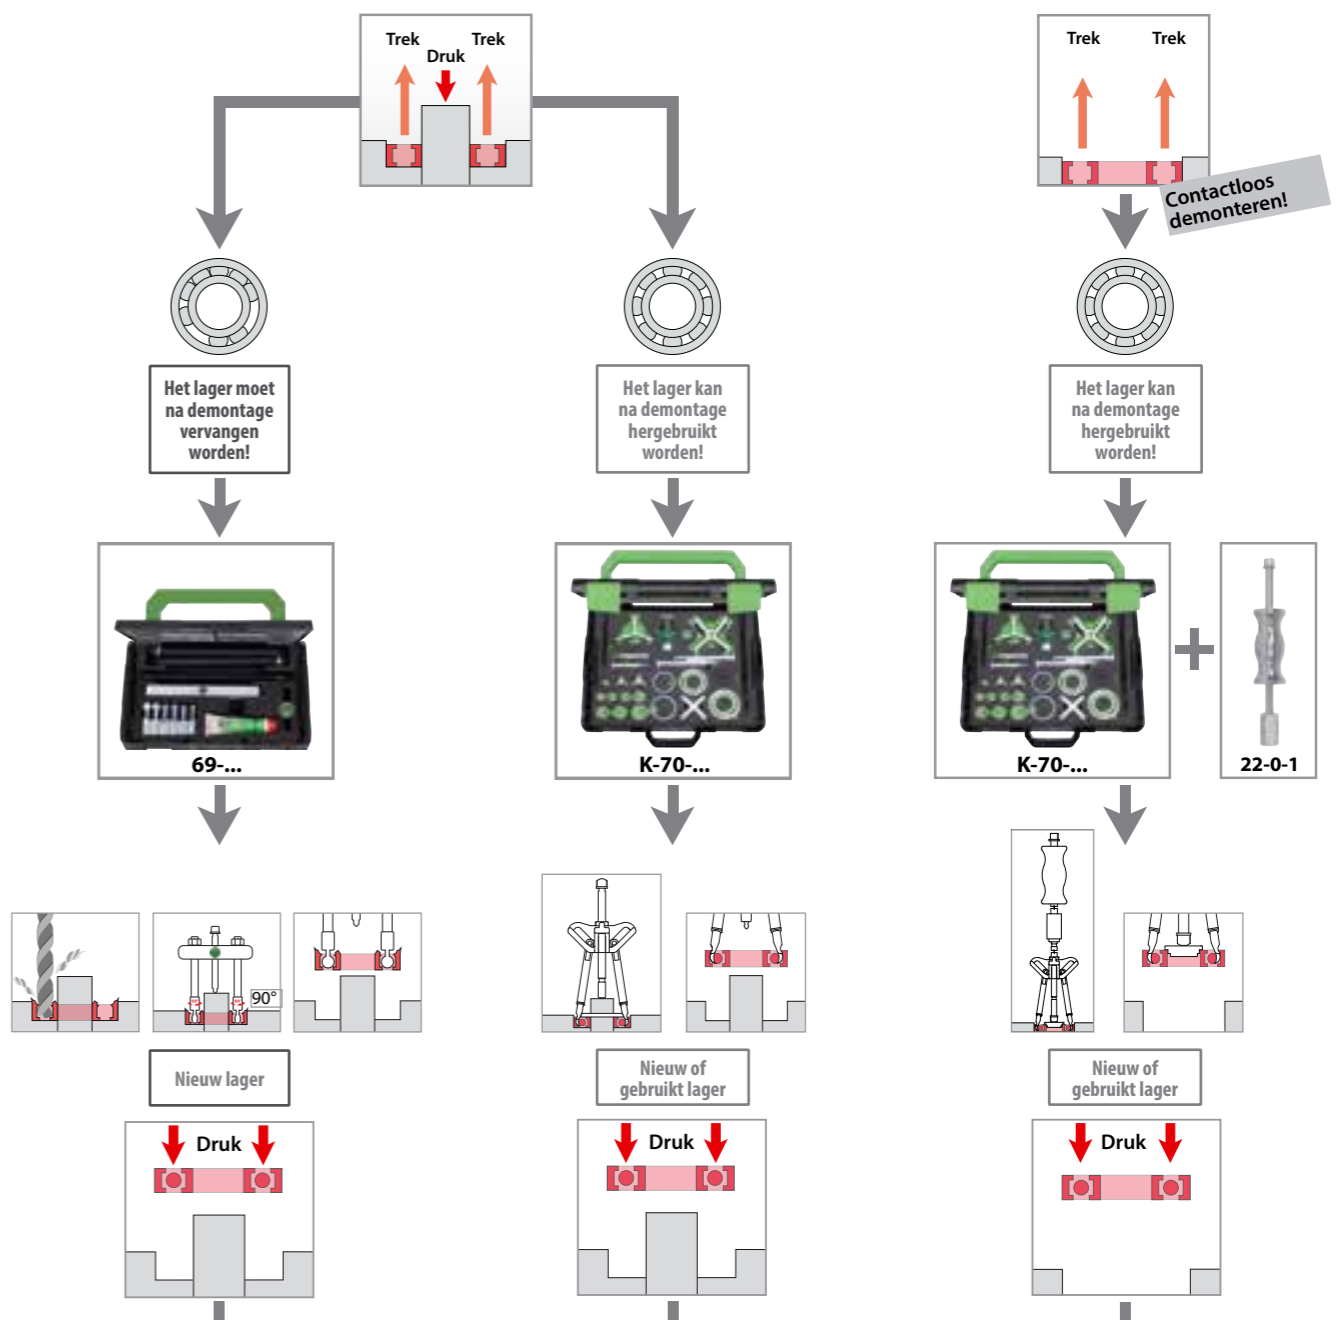 Trek
Druk
Trek
Trek
Trek
Contactloos
demonteren!
Het lager moet
na demontage
vervangen
worden!
Het lager kan
na demontage
hergebruikt
worden!
Het lager kan
na demontage
hergebruikt
worden!
69-...
K-70-...
K-70-...
22-0-1
90°
Nieuw lager
Nieuw of
gebruikt lager
Nieuw of
gebruikt lager
Druk
Druk
Druk